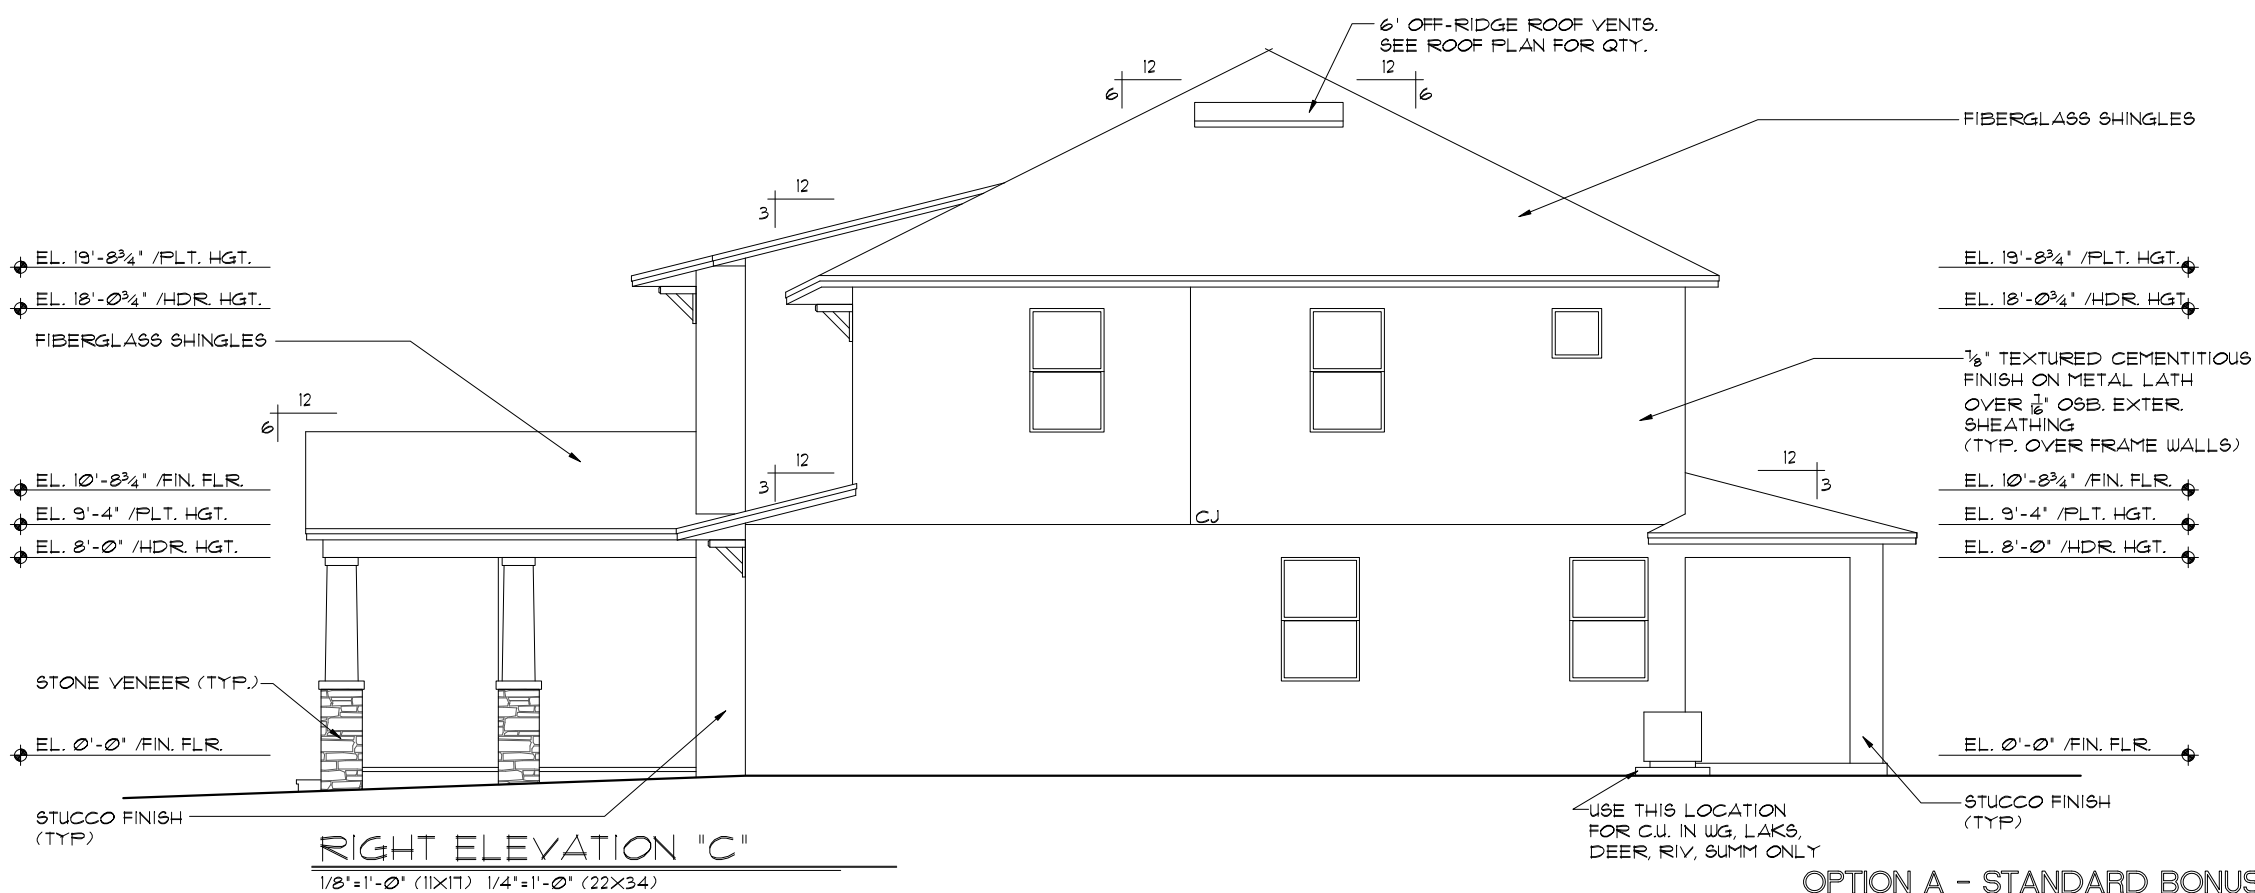 6' OFF-RIDGE ROOF VENTS.
SEE ROOF PLAN FOR QTY.
12
6
12
6
FIBERGLASS SHINGLES
12
3
EL. 19'-8¾" /PLT. HGT.
EL. 18'-0¾" /HDR. HGT.
FIBERGLASS SHINGLES
12
6
EL. 10'-8¾" /FIN. FLR.
EL. 9'-4" /PLT. HGT.
EL. 8'-0" /HDR. HGT.
12
3
CJ
EL. 19'-8¾" /PLT. HGT.
EL. 18'-0¾" /HDR. HGT.
⅞" TEXTURED CEMENTITIOUS
FINISH ON METAL LATH
OVER 7/16" OSB. EXTER.
SHEATHING
(TYP. OVER FRAME WALLS)
12
3
EL. 10'-8¾" /FIN. FLR.
EL. 9'-4" /PLT. HGT.
EL. 8'-0" /HDR. HGT.
STONE VENEER (TYP.)
EL. 0'-0" /FIN. FLR.
EL. 0'-0" /FIN. FLR.
STUCCO FINISH
(TYP)
USE THIS LOCATION
FOR C.U. IN WG, LAKS,
DEER, RIV, SUMM ONLY
STUCCO FINISH
(TYP)
RIGHT ELEVATION "C"
1/8"=1'-0" (11X17) 1/4"=1'-0" (22X34)
OPTION A - STANDARD BONUS